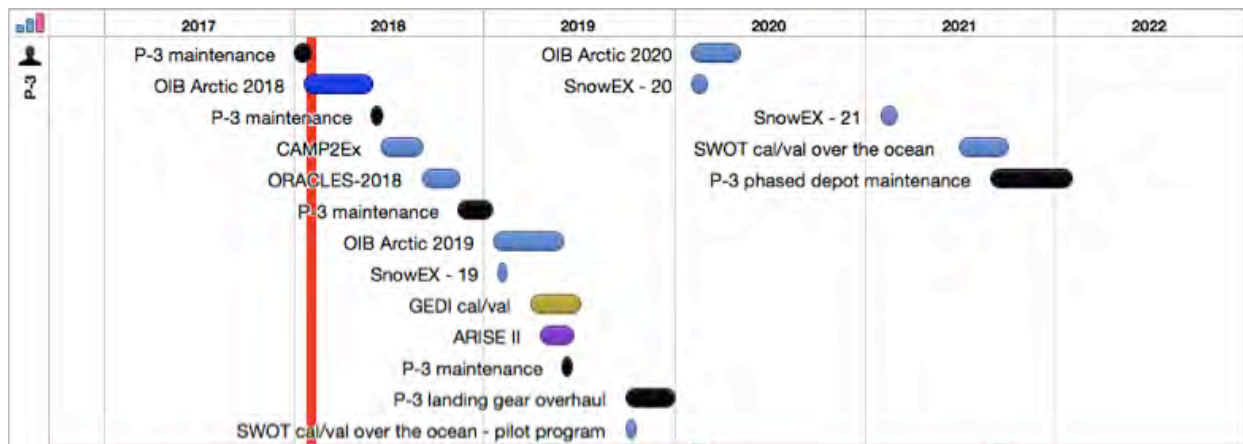 2017 2018 2019 2020 2021 2022
P-3
P-3 maintenance OIB Arctic 2020
OIB Arctic 2018 SnowEX - 20
P-3 maintenance SnowEX - 21
CAMP2Ex SWOT cal/val over the ocean
ORACLES-2018 P-3 phased depot maintenance
P-3 maintenance
OIB Arctic 2019
SnowEX - 19
GEDI cal/val
ARISE II
P-3 maintenance
P-3 landing gear overhaul
SWOT cal/val over the ocean - pilot program